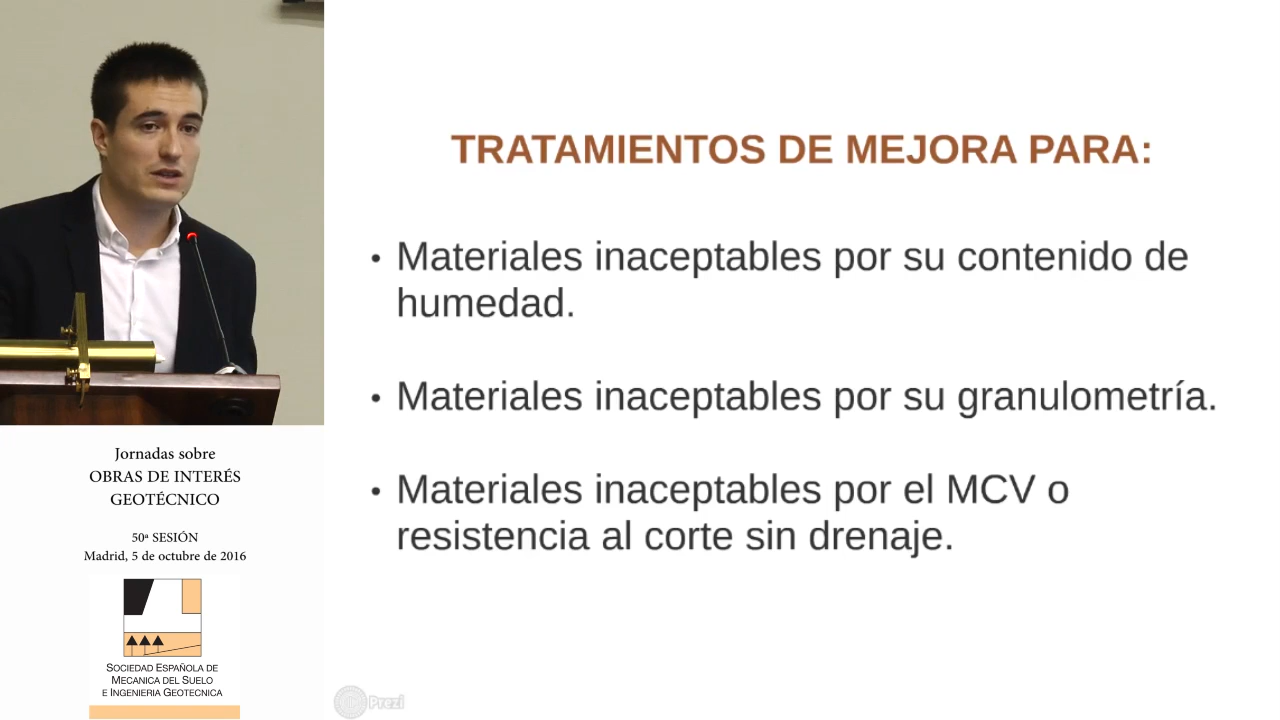 TRATAMIENTOS DE MEJORA PARA:
• Materiales inaceptables por su contenido de
humedad.
• Materiales inaceptables por su granulometría.
• Materiales inaceptables por el MCV o
resistencia al corte sin drenaje.
Jornadas sobre
OBRAS DE INTERÉS
GEOTÉCNICO
50ª SESIÓN
Madrid, 5 de octubre de 2016
SOCIEDAD ESPAÑOLA DE
MECANICA DEL SUELO
E INGENIERIA GEOTECNICA
Prezi